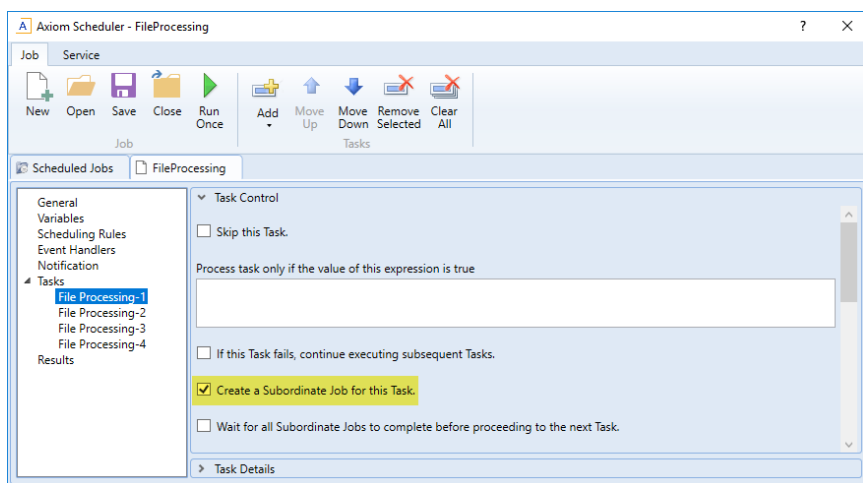 A Axiom Scheduler - FileProcessing ?
Job Service
New Open Save Close Run Once Add Move Up Move Down Remove Selected Clear All
Job Tasks
Scheduled Jobs FileProcessing
General
Variables
Scheduling Rules
Event Handlers
Notification
Tasks
File Processing-1
File Processing-2
File Processing-3
File Processing-4
Results
Task Control
Skip this Task.
Process task only if the value of this expression is true
If this Task fails, continue executing subsequent Tasks.
Create a Subordinate Job for this Task.
Wait for all Subordinate Jobs to complete before proceeding to the next Task.
Task Details